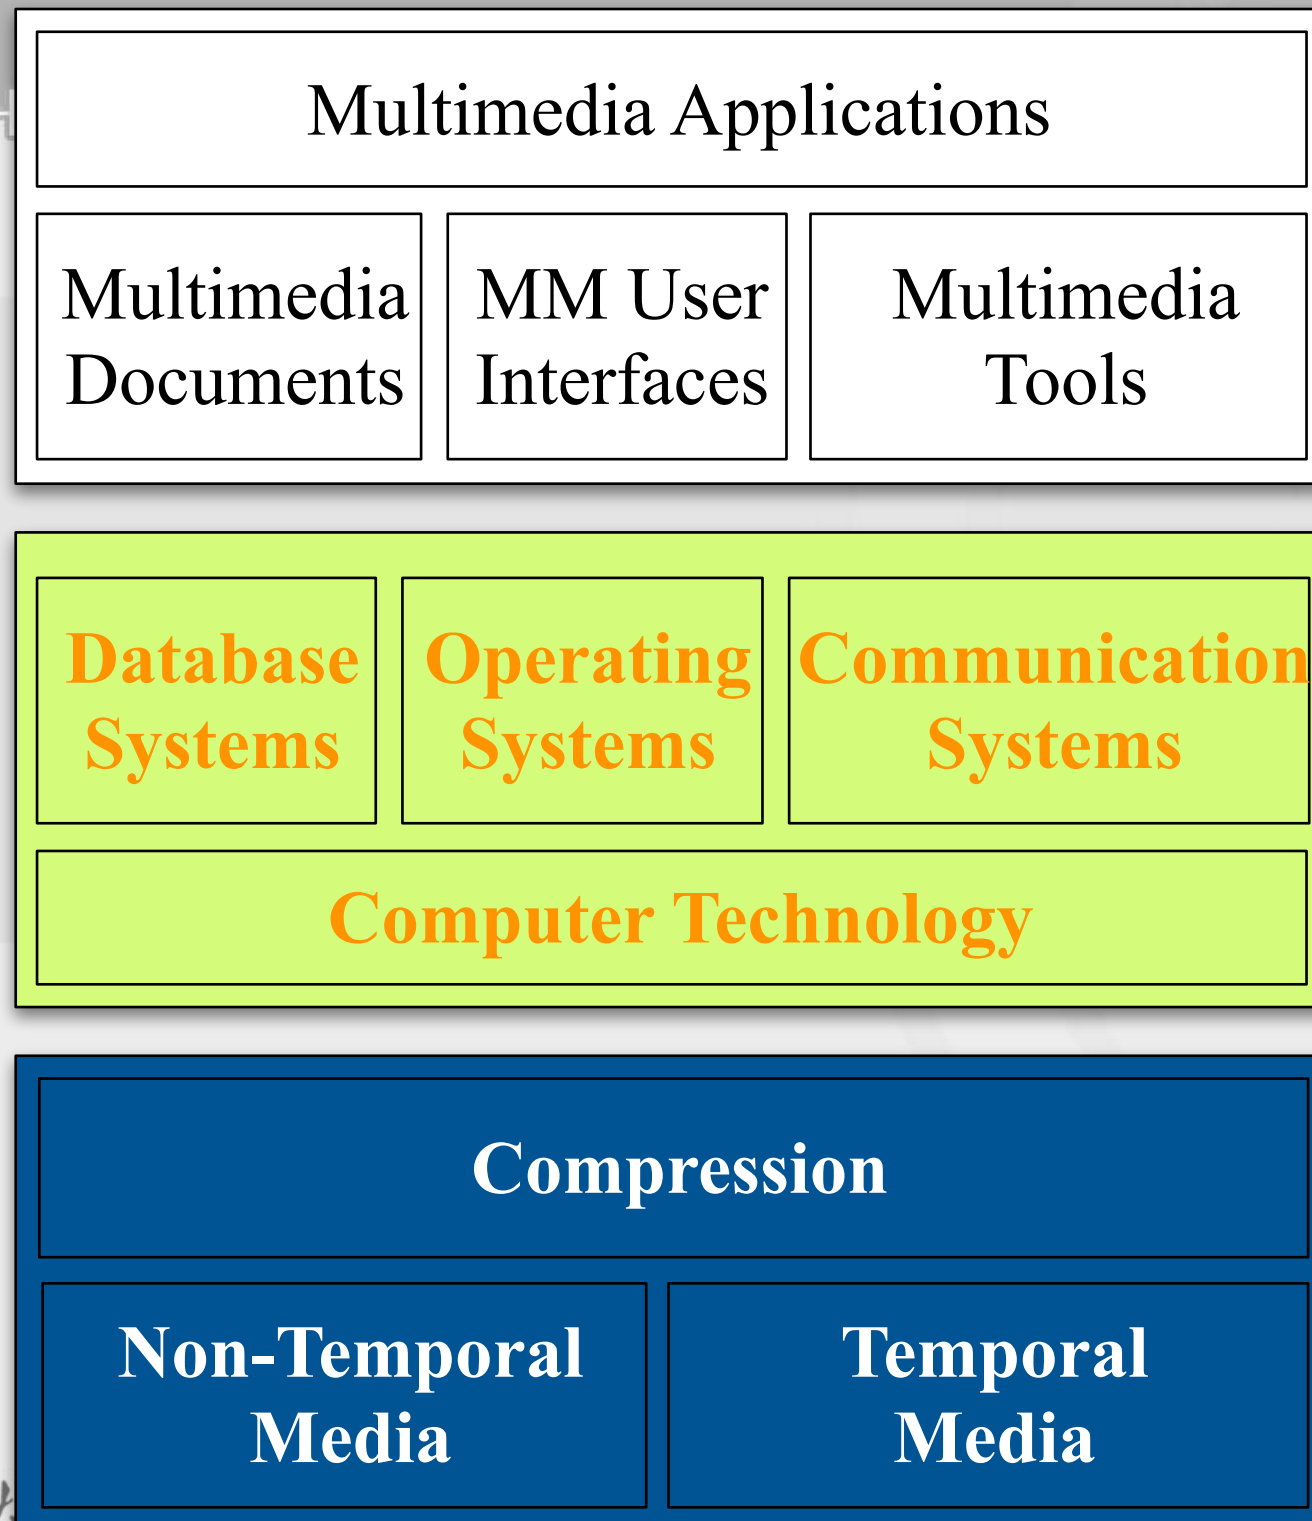 Multimedia Applications
Multimedia
Documents
MM User
Interfaces
Multimedia
Tools
Database
Systems
Operating
Systems
Communication
Systems
Computer Technology
Compression
Non-Temporal
Media
Temporal
Media